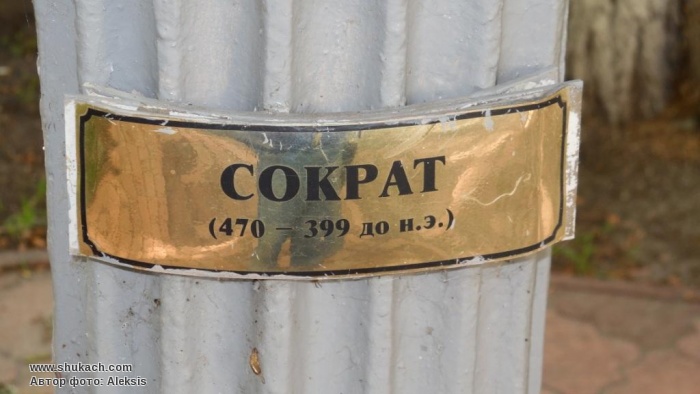 СОКРАТ
(470 – 399 до н.э.)
www.shukach.com
Автор фото: Aleksis